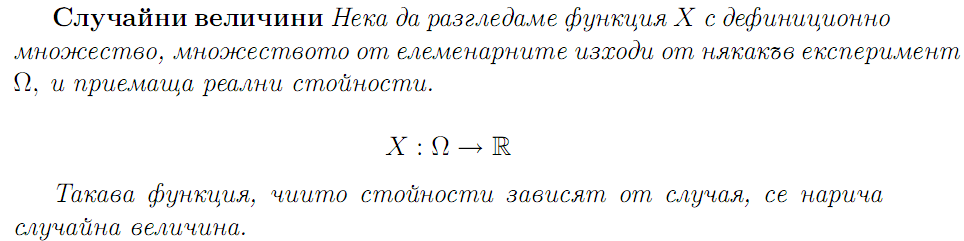 Случайни величини Нека да разгледаме функция X с дефиниционно
множество, множеството от елеменарните изходи от някакъв експеримент
Ω, и приемаща реални стойности.
X : Ω → ℝ
Такава функция, чиито стойности зависят от случая, се нарича
случайна величина.